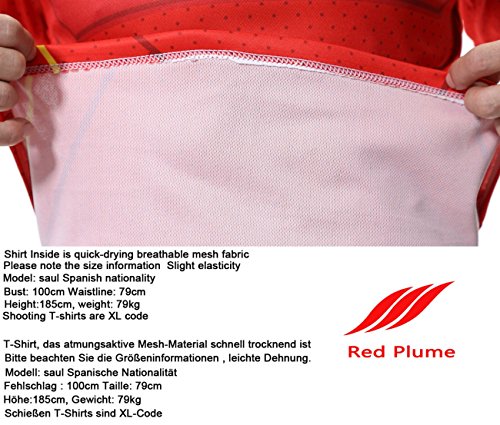 Shirt Inside is quick-drying breathable mesh fabric
Please note the size information  Slight elasticity
Model: saul Spanish nationality
Bust: 100cm Waistline: 79cm
Height:185cm, weight: 79kg
Shooting T-shirts are XL code
T-Shirt, das atmungsaktive Mesh-Material schnell trocknend ist
Bitte beachten Sie die Größeninformationen , leichte Dehnung.
Modell: saul Spanische Nationalität
Fehlschlag : 100cm Taille: 79cm
Höhe:185cm, Gewicht: 79kg
Schießen T-Shirts sind XL-Code
Red Plume